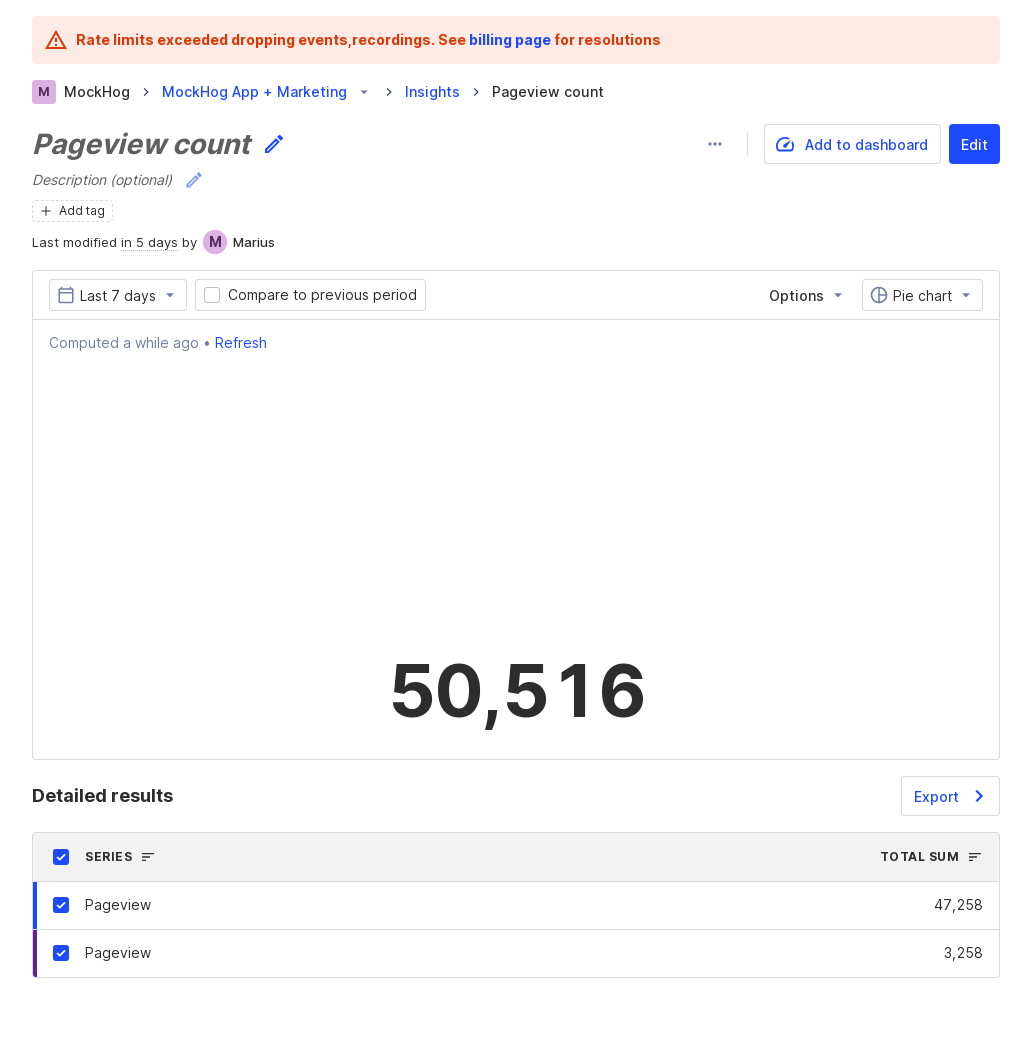 Rate limits exceeded dropping events,recordings. See billing page for resolutions
M MockHog MockHog App + Marketing Insights Pageview count
Pageview count
Add to dashboard Edit
Description (optional)
Add tag
Last modified in 5 days by M Marius
Last 7 days Compare to previous period Options Pie chart
Computed a while ago • Refresh
50,516
Detailed results Export
SERIES TOTAL SUM
Pageview 47,258
Pageview 3,258